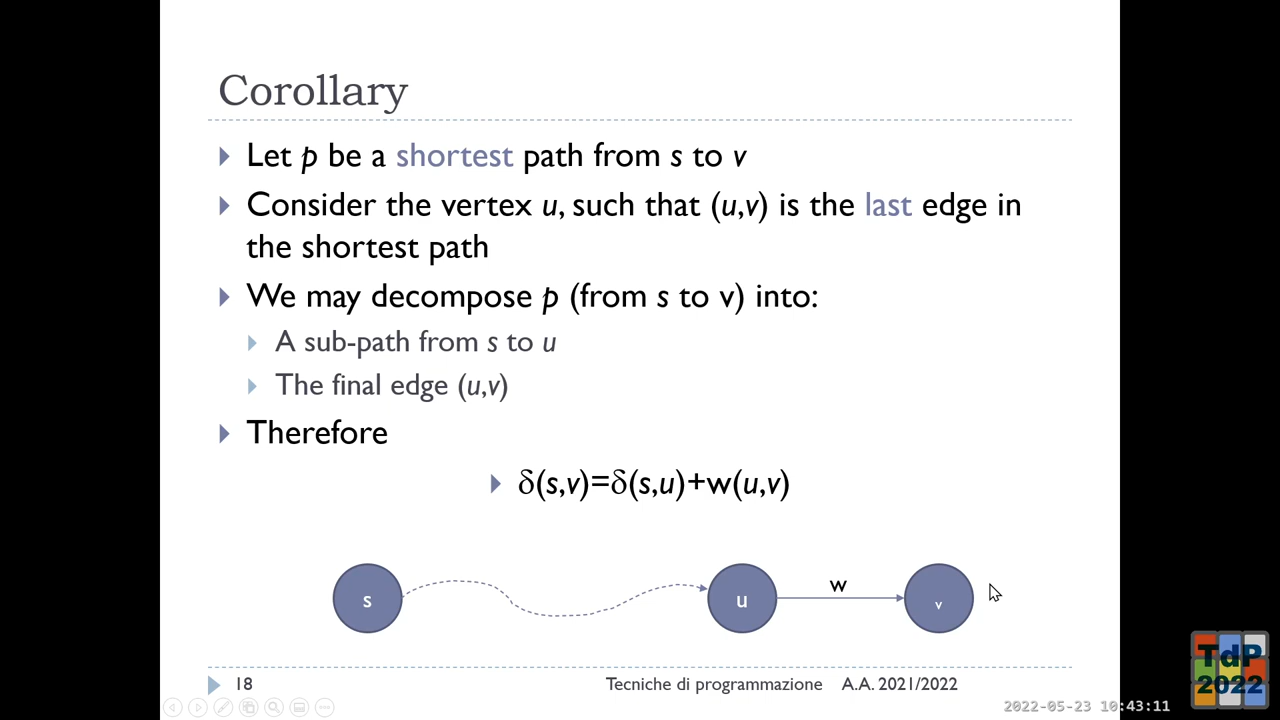 Corollary
Let p be a shortest path from s to v
Consider the vertex u, such that (u,v) is the last edge in
the shortest path
We may decompose p (from s to v) into:
A sub-path from s to u
The final edge (u,v)
Therefore
δ(s,v)=δ(s,u)+w(u,v)
s
u
w
v
18
Tecniche di programmazione A.A. 2021/2022
TdP
2022
2022-05-23 10:43:11